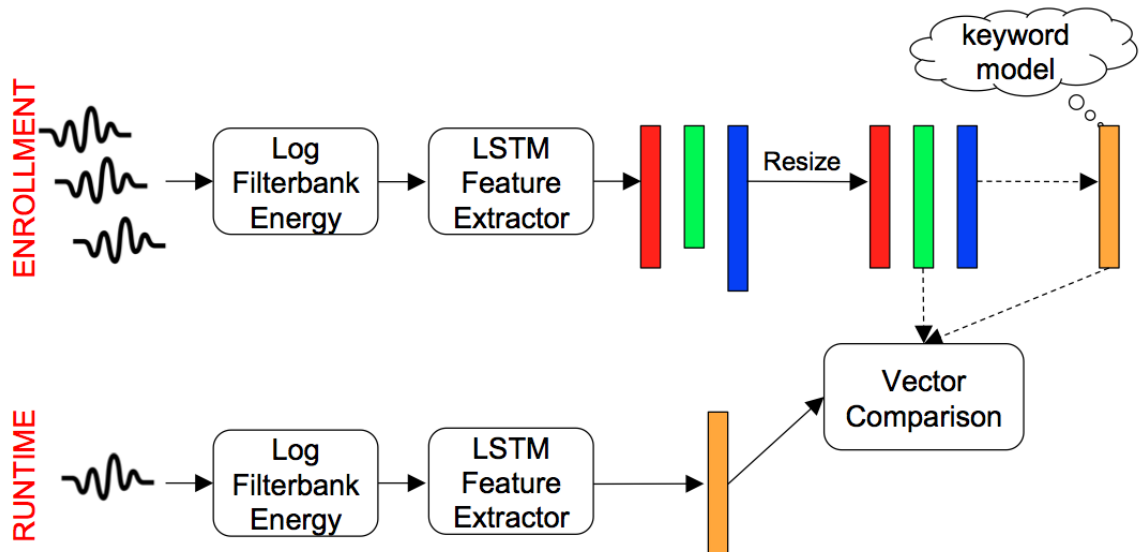 keyword
model
ENROLLMENT
Log
Filterbank
Energy
LSTM
Feature
Extractor
Resize
Vector
Comparison
RUNTIME
Log
Filterbank
Energy
LSTM
Feature
Extractor